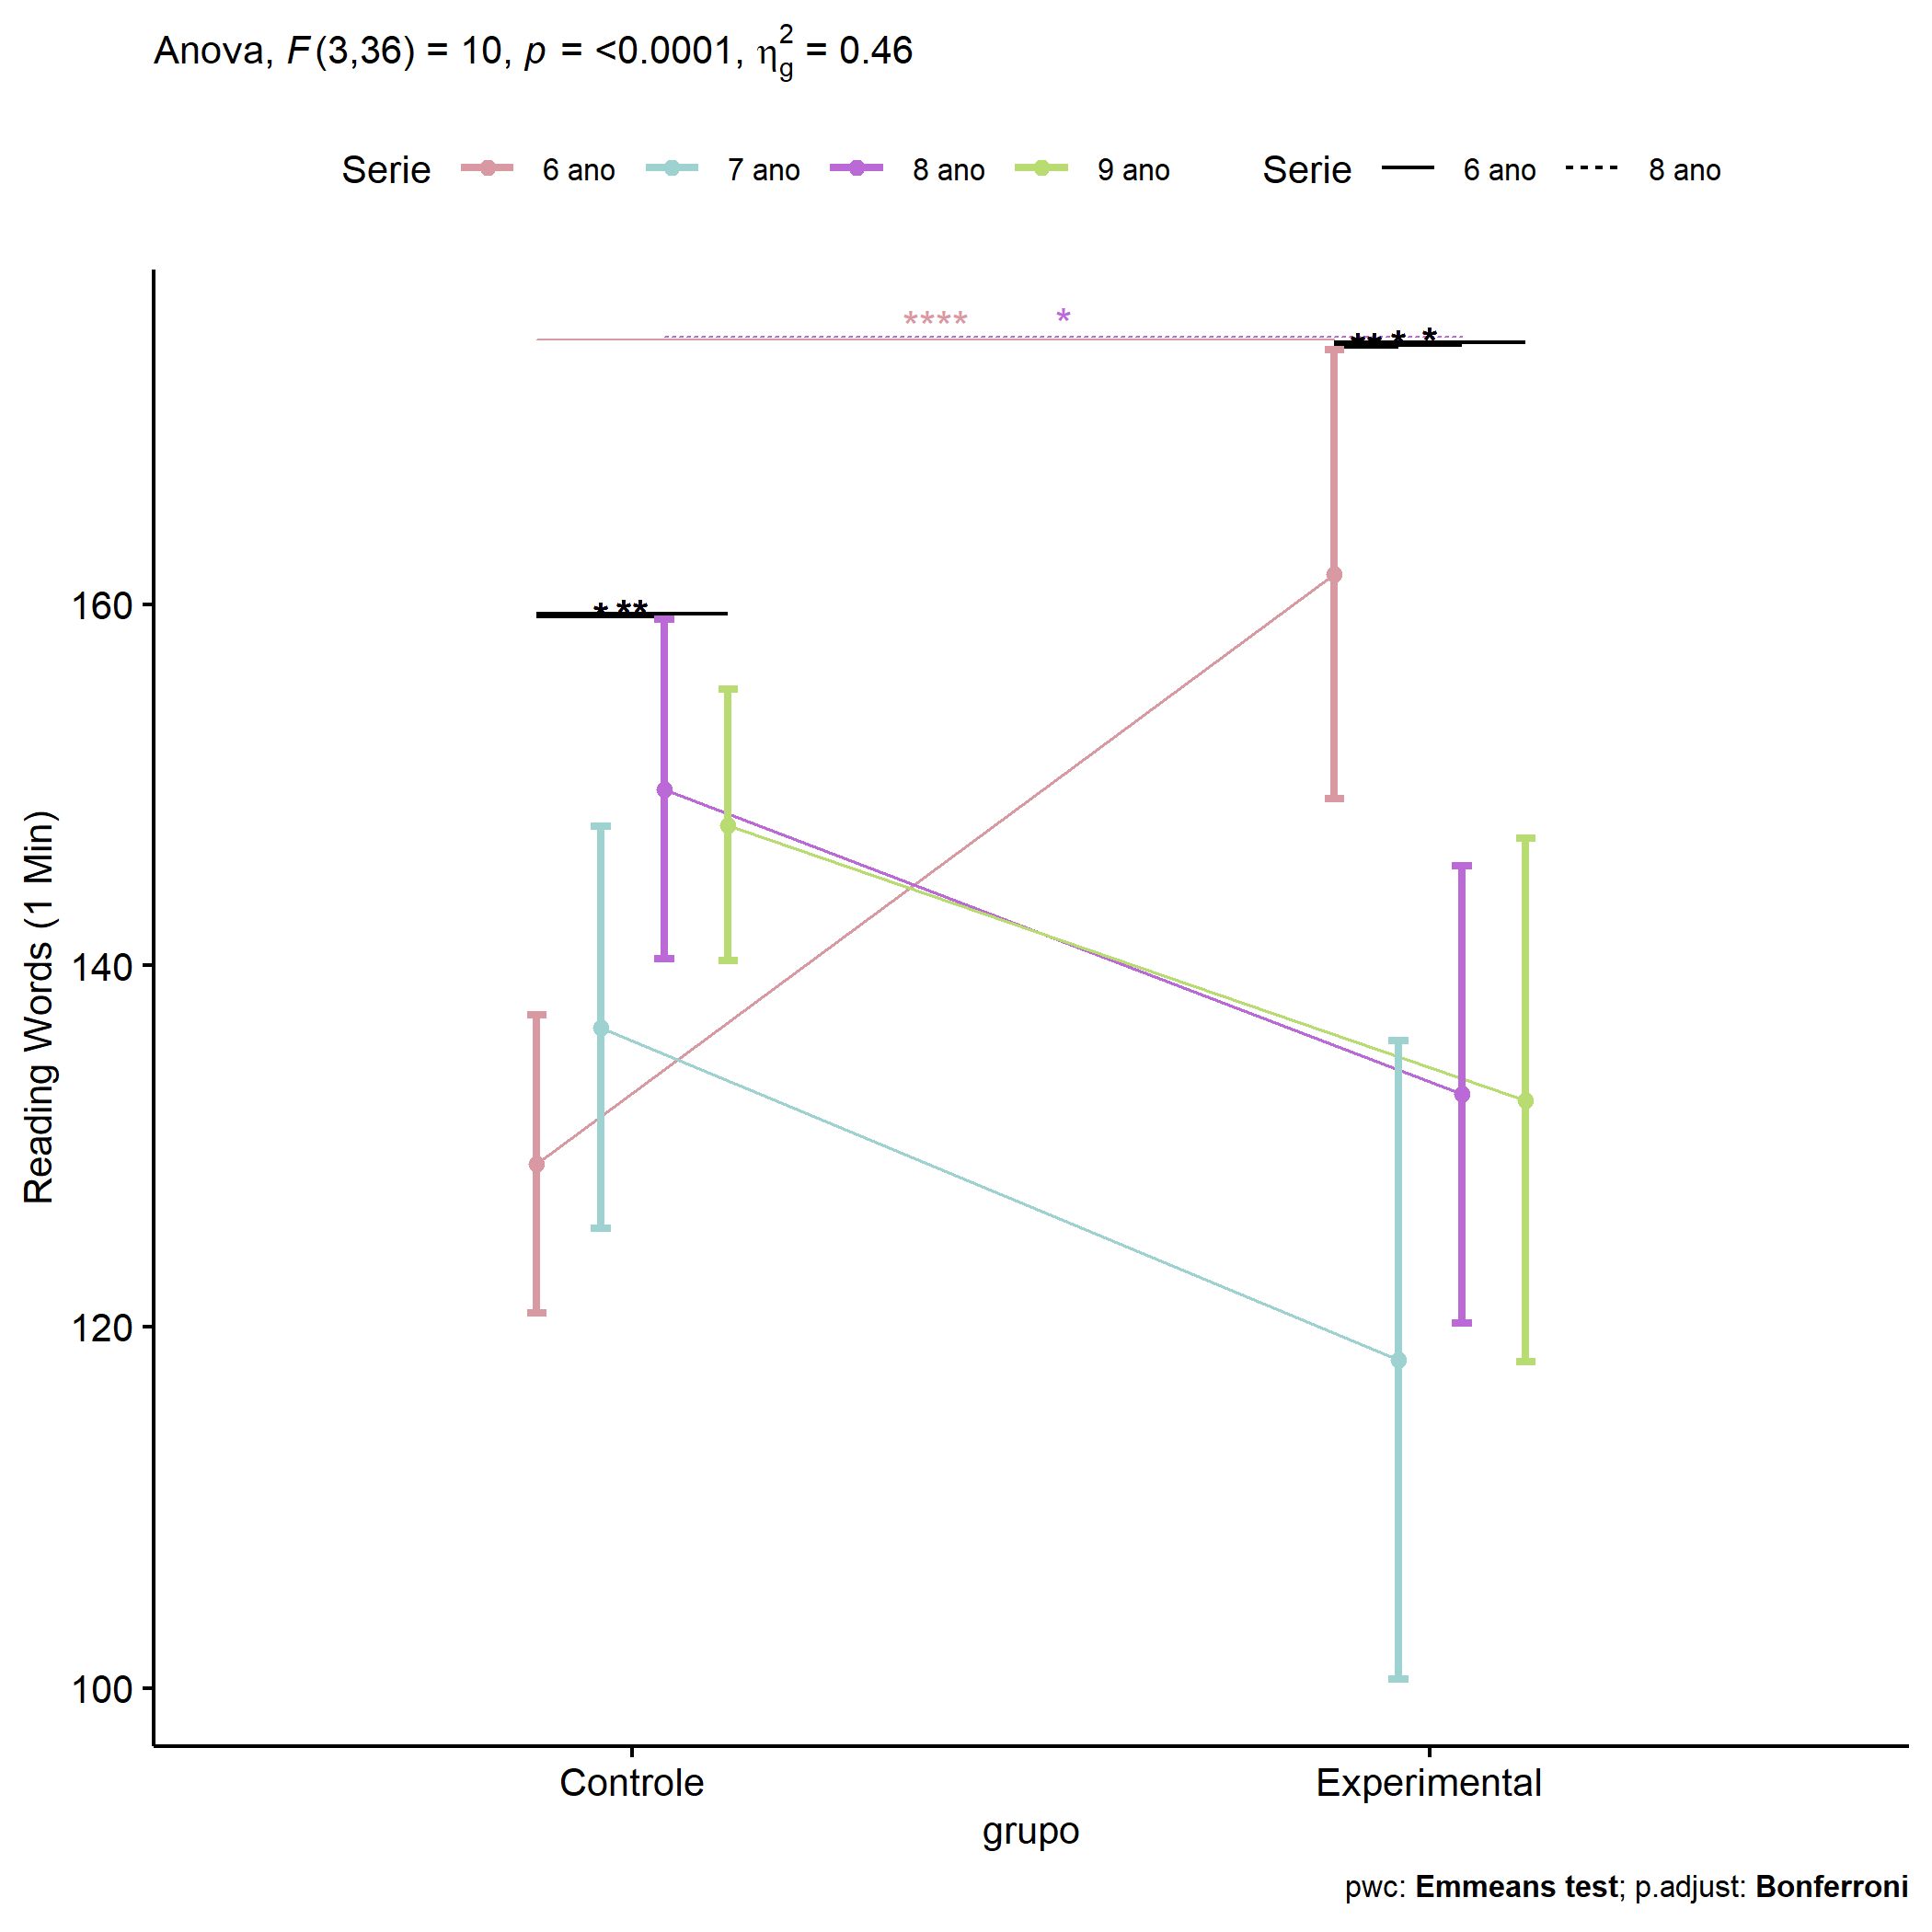 Anova, F(3,36) = 10, p = <0.0001, η²g = 0.46
Serie 6 ano 7 ano 8 ano 9 ano Serie 6 ano 8 ano
**** *
** * *
160
* **
140
120
100
Reading Words (1 Min)
Controle Experimental
grupo
pwc: Emmeans test; p.adjust: Bonferroni